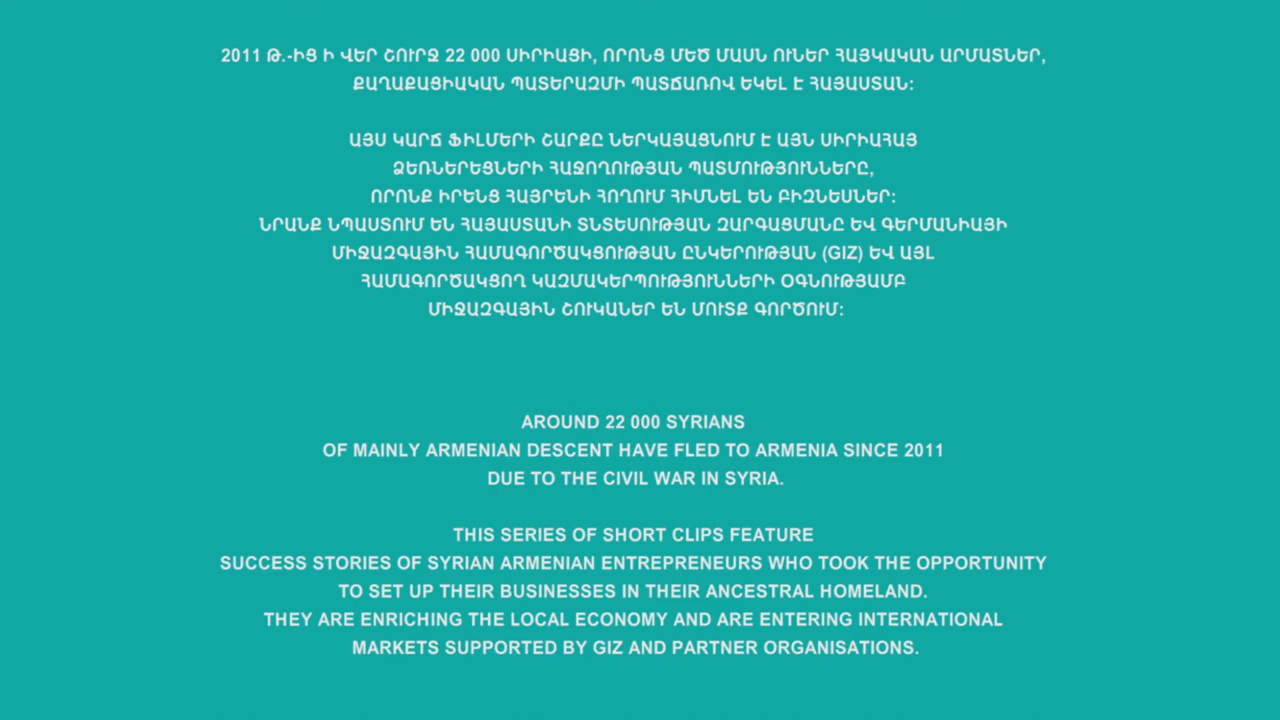 2011 Թ.-ԻՑ Ի ՎԵՐ ՇՈՒՐՋ 22 000 ՍԻՐԻԱՑԻ, ՈՐՈՆՑ ՄԵԾ ՄԱՍՆ ՈՒՆԵՐ ՀԱՅԿԱԿԱՆ ԱՐՄԱՏՆԵՐ,
ՔԱՂԱՔԱՑԻԱԿԱՆ ՊԱՏԵՐԱԶՄԻ ՊԱՏՃԱՌՈՎ ԵԿԵԼ Է ՀԱՅԱՍՏԱՆ:
ԱՅՍ ԿԱՐՃ ՖԻԼՄԵՐԻ ՇԱՐՔԸ ՆԵՐԿԱՅԱՑՆՈՒՄ Է ԱՅՆ ՍԻՐԻԱՀԱՅ
ՁԵՌՆԵՐԵՑՆԵՐԻ ՀԱՋՈՂՈՒԹՅԱՆ ՊԱՏՄՈՒԹՅՈՒՆՆԵՐԸ,
ՈՐՈՆՔ ԻՐԵՆՑ ՀԱՅՐԵՆԻ ՀՈՂՈՒՄ ՀԻՄՆԵԼ ԵՆ ԲԻԶՆԵՍՆԵՐ:
ՆՐԱՆՔ ՆՊԱՍՏՈՒՄ ԵՆ ՀԱՅԱՍՏԱՆԻ ՏՆՏԵՍՈՒԹՅԱՆ ԶԱՐԳԱՑՄԱՆԸ ԵՎ ԳԵՐՄԱՆԻԱՅԻ
ՄԻՋԱԶԳԱՅԻՆ ՀԱՄԱԳՈՐԾԱԿՑՈՒԹՅԱՆ ԸՆԿԵՐՈՒԹՅԱՆ (GIZ) ԵՎ ԱՅԼ
ՀԱՄԱԳՈՐԾԱԿՑՈՂ ԿԱԶՄԱԿԵՐՊՈՒԹՅՈՒՆՆԵՐԻ ՕԳՆՈՒԹՅԱՄԲ
ՄԻՋԱԶԳԱՅԻՆ ՇՈՒԿԱՆԵՐ ԵՆ ՄՈՒՏՔ ԳՈՐԾՈՒՄ:
AROUND 22 000 SYRIANS
OF MAINLY ARMENIAN DESCENT HAVE FLED TO ARMENIA SINCE 2011
DUE TO THE CIVIL WAR IN SYRIA.
THIS SERIES OF SHORT CLIPS FEATURE
SUCCESS STORIES OF SYRIAN ARMENIAN ENTREPRENEURS WHO TOOK THE OPPORTUNITY
TO SET UP THEIR BUSINESSES IN THEIR ANCESTRAL HOMELAND.
THEY ARE ENRICHING THE LOCAL ECONOMY AND ARE ENTERING INTERNATIONAL
MARKETS SUPPORTED BY GIZ AND PARTNER ORGANISATIONS.